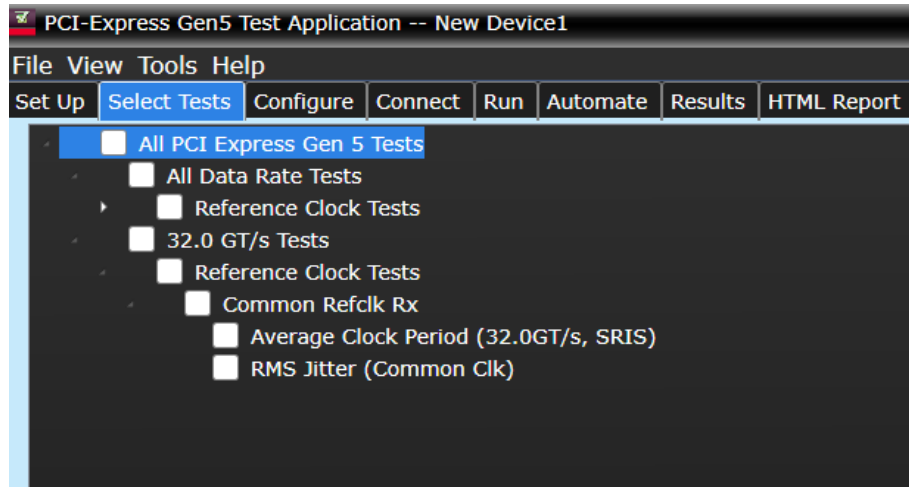 PCI-Express Gen5 Test Application -- New Device1
File View Tools Help
Set Up Select Tests Configure Connect Run Automate Results HTML Report
All PCI Express Gen 5 Tests
All Data Rate Tests
Reference Clock Tests
32.0 GT/s Tests
Reference Clock Tests
Common Refclk Rx
Average Clock Period (32.0GT/s, SRIS)
RMS Jitter (Common Clk)